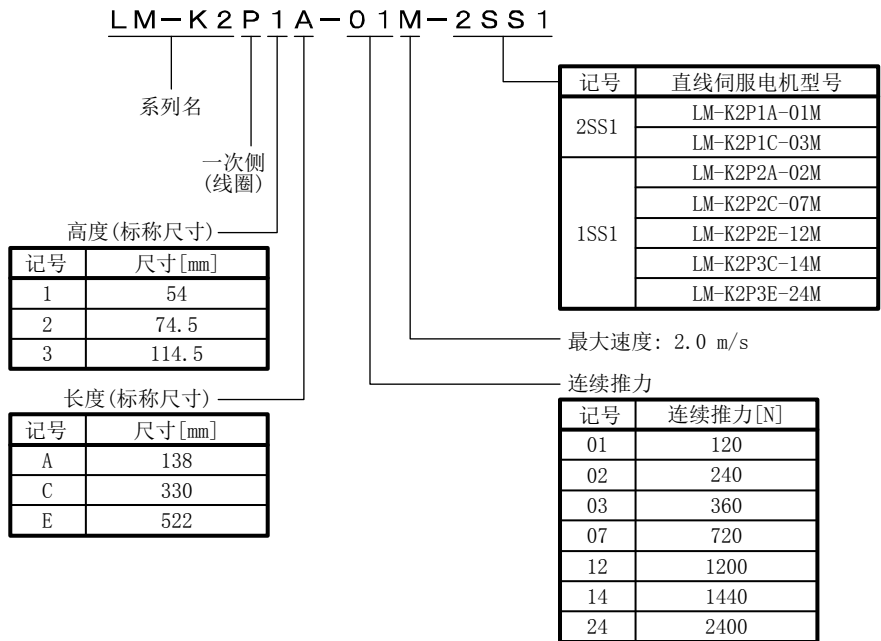 LM-K2P1A-01M-2SS1
系列名
一次侧
(线圈)
高度(标称尺寸)
记号 尺寸[mm]
1 54
2 74.5
3 114.5
长度(标称尺寸)
记号 尺寸[mm]
A 138
C 330
E 522
记号 直线伺服电机型号
2SS1 LM-K2P1A-01M
LM-K2P1C-03M
1SS1 LM-K2P2A-02M
LM-K2P2C-07M
LM-K2P2E-12M
LM-K2P3C-14M
LM-K2P3E-24M
最大速度: 2.0 m/s
连续推力
记号 连续推力[N]
01 120
02 240
03 360
07 720
12 1200
14 1440
24 2400